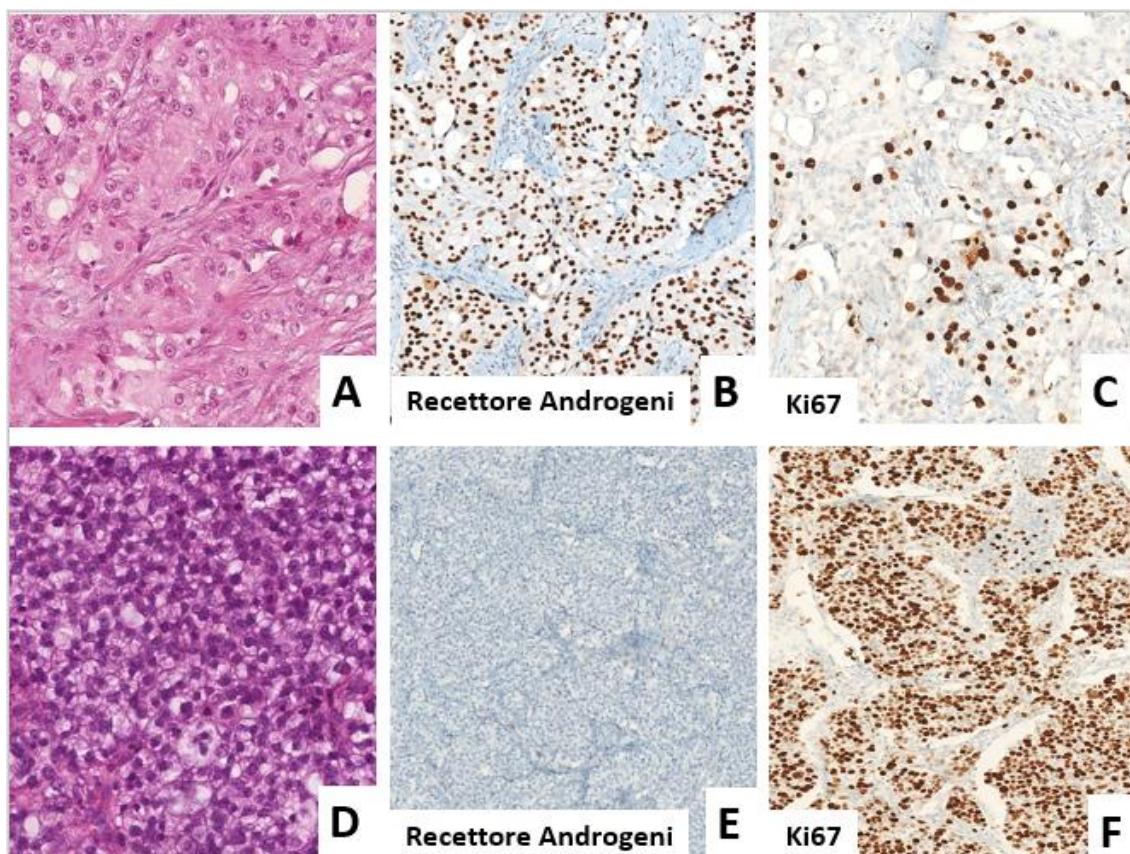 A
Recettore Androgeni B
Ki67 C
D
Recettore Androgeni E
Ki67 F